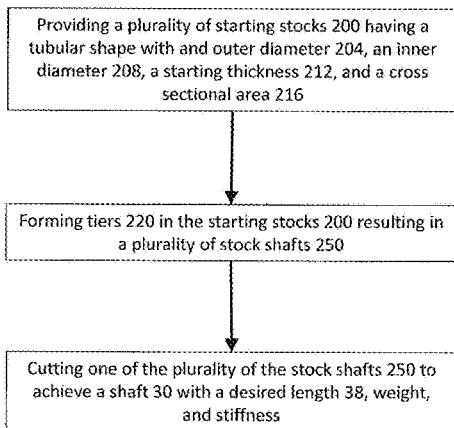 Providing a plurality of starting stocks 200 having a
tubular shape with and outer diameter 204, an inner
diameter 208, a starting thickness 212, and a cross
sectional area 216
Forming tiers 220 in the starting stocks 200 resulting in
a plurality of stock shafts 250
Cutting one of the plurality of the stock shafts 250 to
achieve a shaft 30 with a desired length 38, weight,
and stiffness